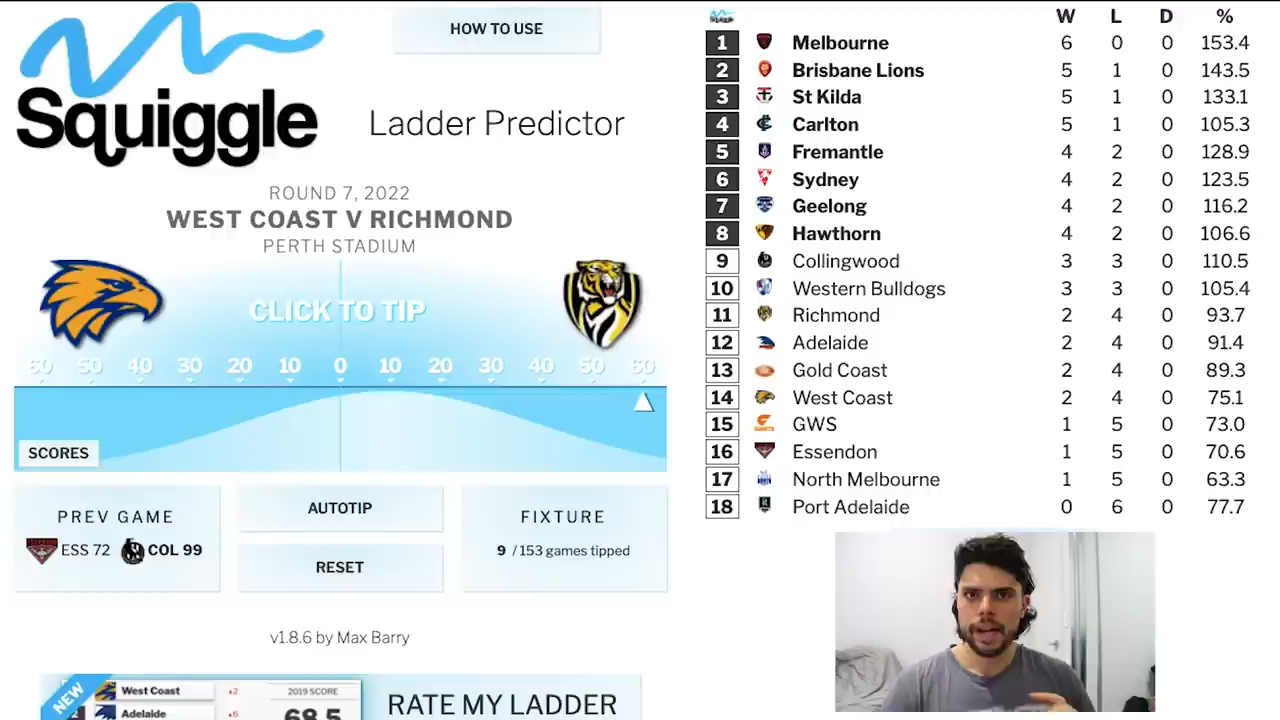 HOW TO USE
Squiggle
Ladder Predictor
ROUND 7, 2022
WEST COAST V RICHMOND
PERTH STADIUM
CLICK TO TIP
60 50 40 30 20 10 0 10 20 30 40 50 60
SCORES
PREV GAME
ESS 72 COL 99
AUTOTIP
RESET
FIXTURE
9 / 153 games tipped
v1.8.6 by Max Barry
NEW
West Coast 2 2019 SCORE
Adelaide 6 68.5
RATE MY LADDER
W L D %
1 Melbourne 6 0 0 153.4
2 Brisbane Lions 5 1 0 143.5
3 St Kilda 5 1 0 133.1
4 Carlton 5 1 0 105.3
5 Fremantle 4 2 0 128.9
6 Sydney 4 2 0 123.5
7 Geelong 4 2 0 116.2
8 Hawthorn 4 2 0 106.6
9 Collingwood 3 3 0 110.5
10 Western Bulldogs 3 3 0 105.4
11 Richmond 2 4 0 93.7
12 Adelaide 2 4 0 91.4
13 Gold Coast 2 4 0 89.3
14 West Coast 2 4 0 75.1
15 GWS 1 5 0 73.0
16 Essendon 1 5 0 70.6
17 North Melbourne 1 5 0 63.3
18 Port Adelaide 0 6 0 77.7